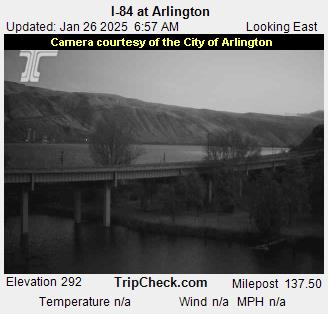 I-84 at Arlington
Updated: Jan 26 2025 6:57 AM Looking East
Camera courtesy of the City of Arlington
Elevation 292 TripCheck.com Milepost 137.50
Temperature n/a Wind n/a MPH n/a